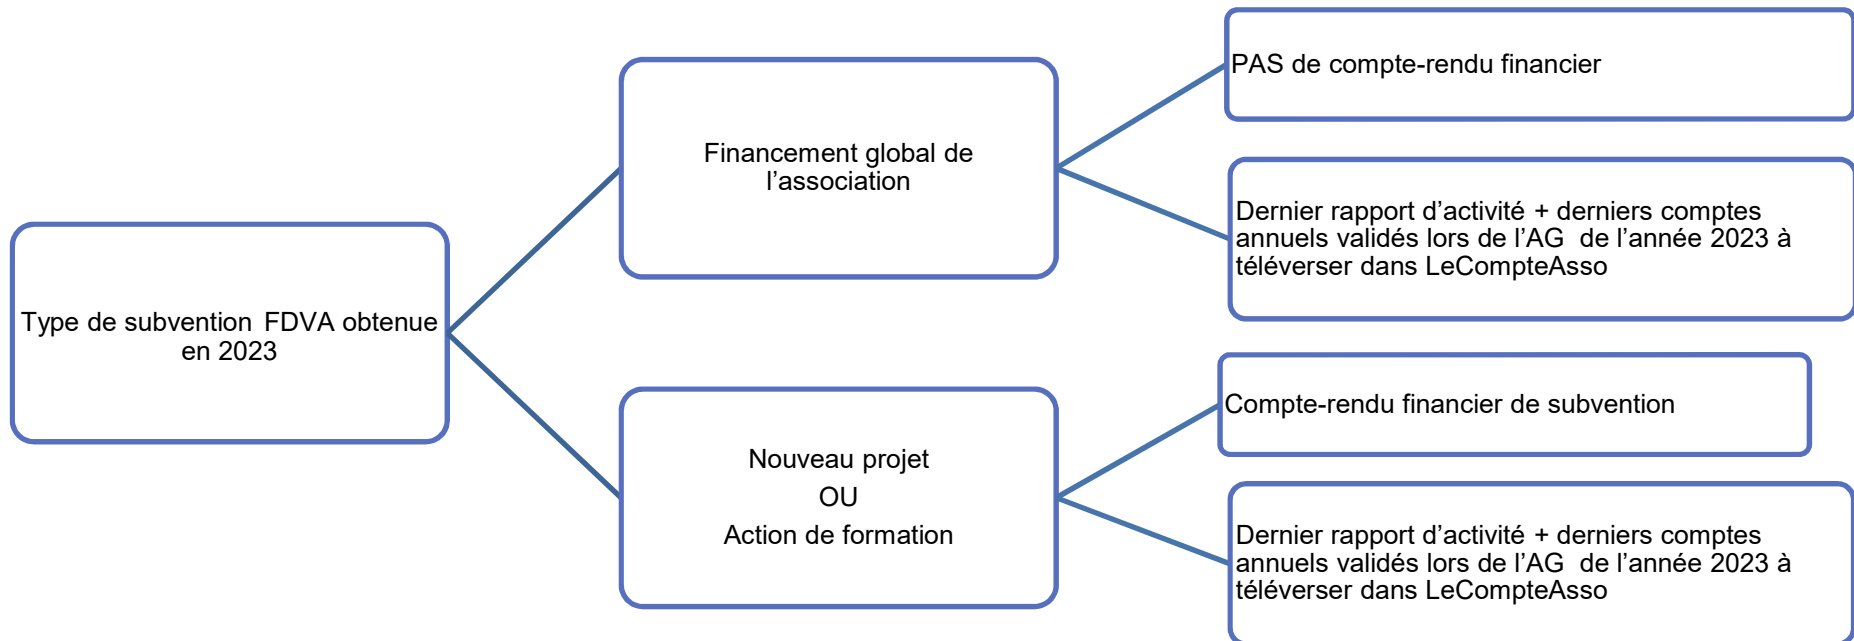 Type de subvention FDVA obtenue
en 2023
Financement global de
l’association
PAS de compte-rendu financier
Dernier rapport d’activité + derniers comptes
annuels validés lors de l’AG de l’année 2023 à
téléverser dans LeCompteAsso
Nouveau projet
OU
Action de formation
Compte-rendu financier de subvention
Dernier rapport d’activité + derniers comptes
annuels validés lors de l’AG de l’année 2023 à
téléverser dans LeCompteAsso